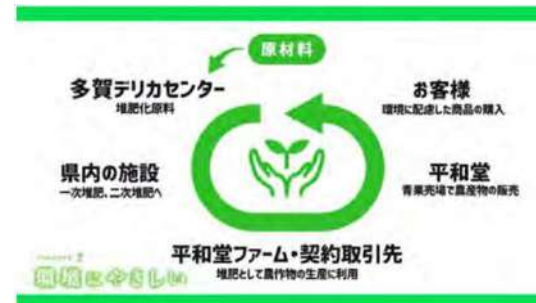 原材料
多賀デリカセンター
堆肥化原料
お客様
環境に配慮した商品の購入
県内の施設
一次堆肥、二次堆肥へ
平和堂
青果売場で農産物の販売
平和堂ファーム・契約取引先
堆肥として農作物の生産に利用
環境にやさしい